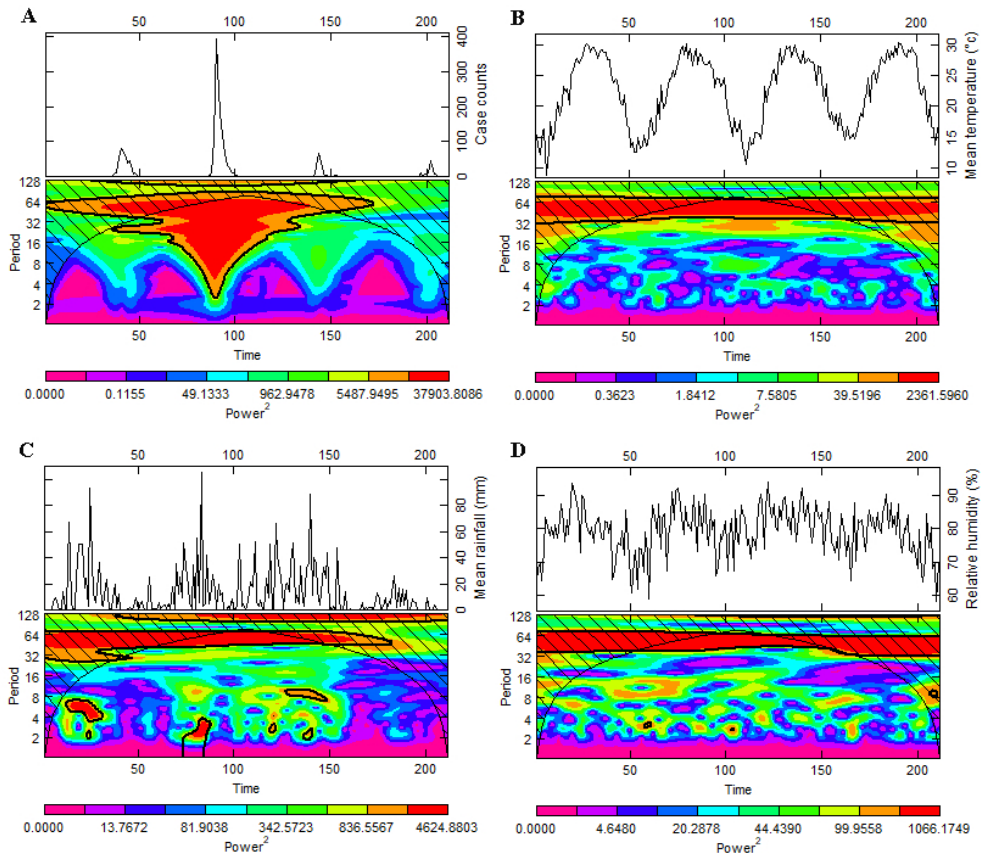 A
50 100 150 200
0 100 200 300 400
Case counts
128 64 32 16 8 4 2
Period
50 100 150 200
Time
0.0000 0.1155 49.1333 962.9478 5487.9495 37903.8086
Power2
B
50 100 150 200
10 15 20 25 30
Mean temperature (°c)
128 64 32 16 8 4 2
Period
50 100 150 200
Time
0.0000 0.3623 1.8412 7.5805 39.5196 2361.5960
Power2
C
50 100 150 200
0 20 40 60 80
Mean rainfall (mm)
128 64 32 16 8 4 2
Period
50 100 150 200
Time
0.0000 13.7672 81.9038 342.5723 836.5567 4624.8803
Power2
D
50 100 150 200
60 70 80 90
Relative humidity (%)
128 64 32 16 8 4 2
Period
50 100 150 200
Time
0.0000 4.6480 20.2878 44.4390 99.9558 1066.1749
Power2